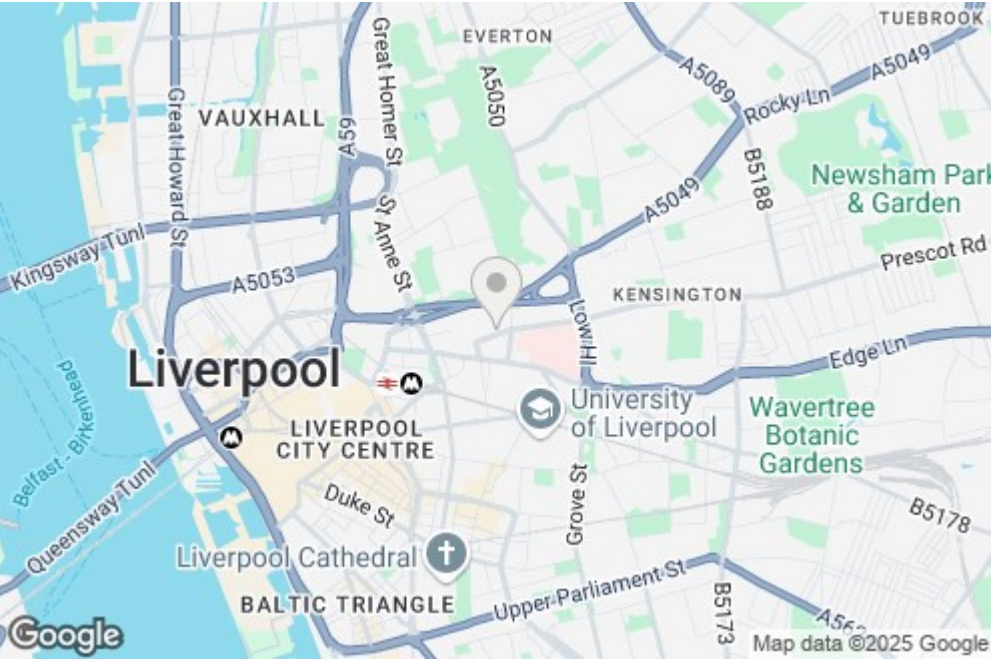 TUEBROOK
EVERTON
Great Homer St
A5050
A5089
A5049
Rocky Ln
Great Howard St
VAUXHALL
A59
B5188
Newsham Park
& Garden
A5049
St Anne St
Kingsway Tunl
A5053
Prescot Rd
KENSINGTON
Low Hl
Liverpool
Edge Ln
Belfast - Birkenhead
University
of Liverpool
Wavertree
Botanic
Gardens
LIVERPOOL
CITY CENTRE
Queensway Tunl
Duke St
Grove St
B5178
Liverpool Cathedral
Upper Parliament St
BALTIC TRIANGLE
B5173
Google
Map data ©2025 Google